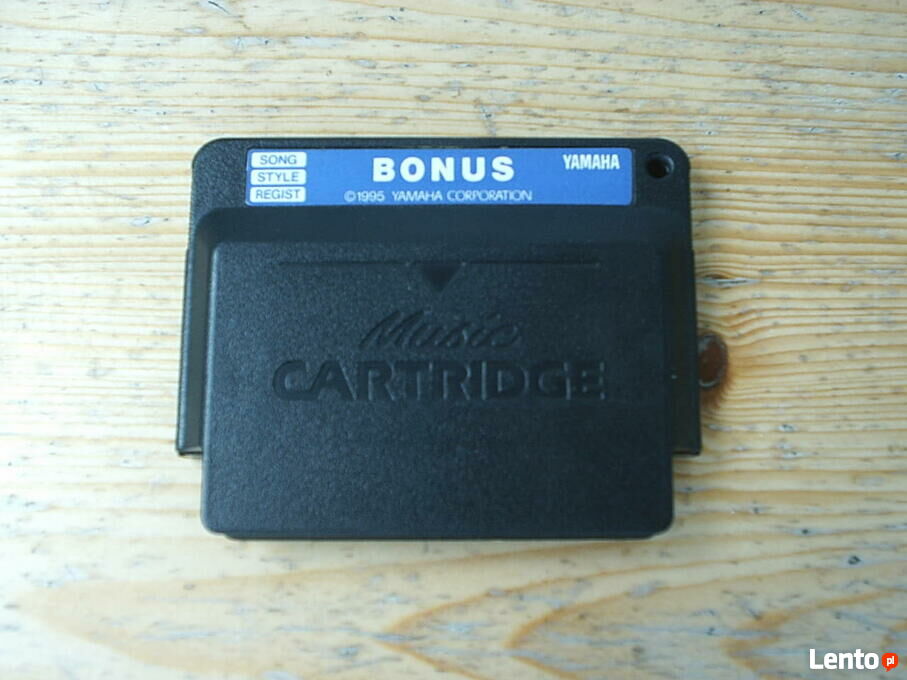 SONG
STYLE
REGIST
BONUS
YAMAHA
©1995 YAMAHA CORPORATION
Music
CARTRIDGE
Lento pl